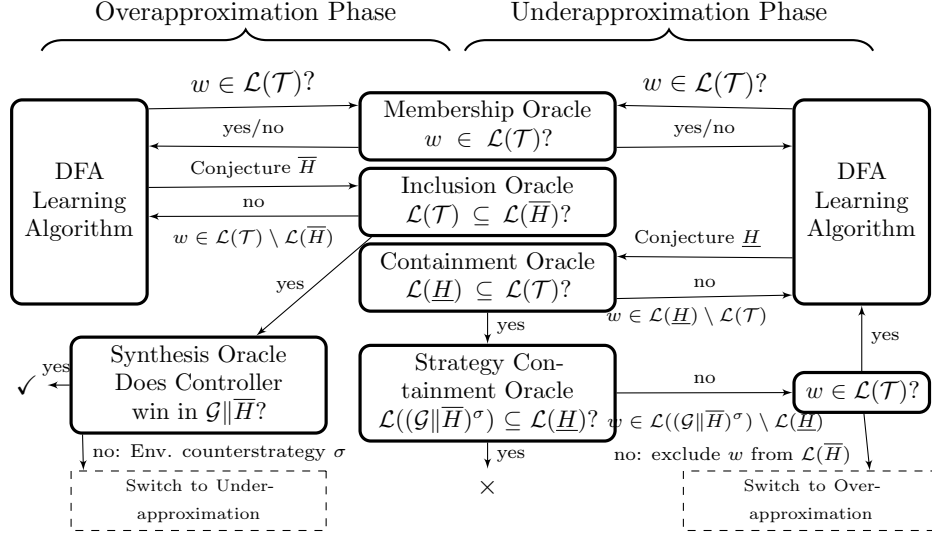 Overapproximation Phase
Underapproximation Phase
w ∈ L(T)?
yes/no
Conjecture H̅
no
w ∈ L(T) \ L(H̅)
DFA
Learning
Algorithm
Membership Oracle
w ∈ L(T)?
Inclusion Oracle
L(T) ⊆ L(H̅)?
Containment Oracle
L(H̲) ⊆ L(T)?
w ∈ L(T)?
yes/no
Conjecture H̲
no
w ∈ L(H̲) \ L(T)
DFA
Learning
Algorithm
yes
yes
yes
Synthesis Oracle
Does Controller
win in G∥H̅?
yes
✓
Strategy Con-
tainment Oracle
L((G∥H̅)^σ) ⊆ L(H̲)?
no
w ∈ L((G∥H̅)^σ) \ L(H̲)
w ∈ L(T)?
no: Env. counterstrategy σ
yes
no: exclude w from L(H̅)
Switch to Under-
approximation
×
Switch to Over-
approximation